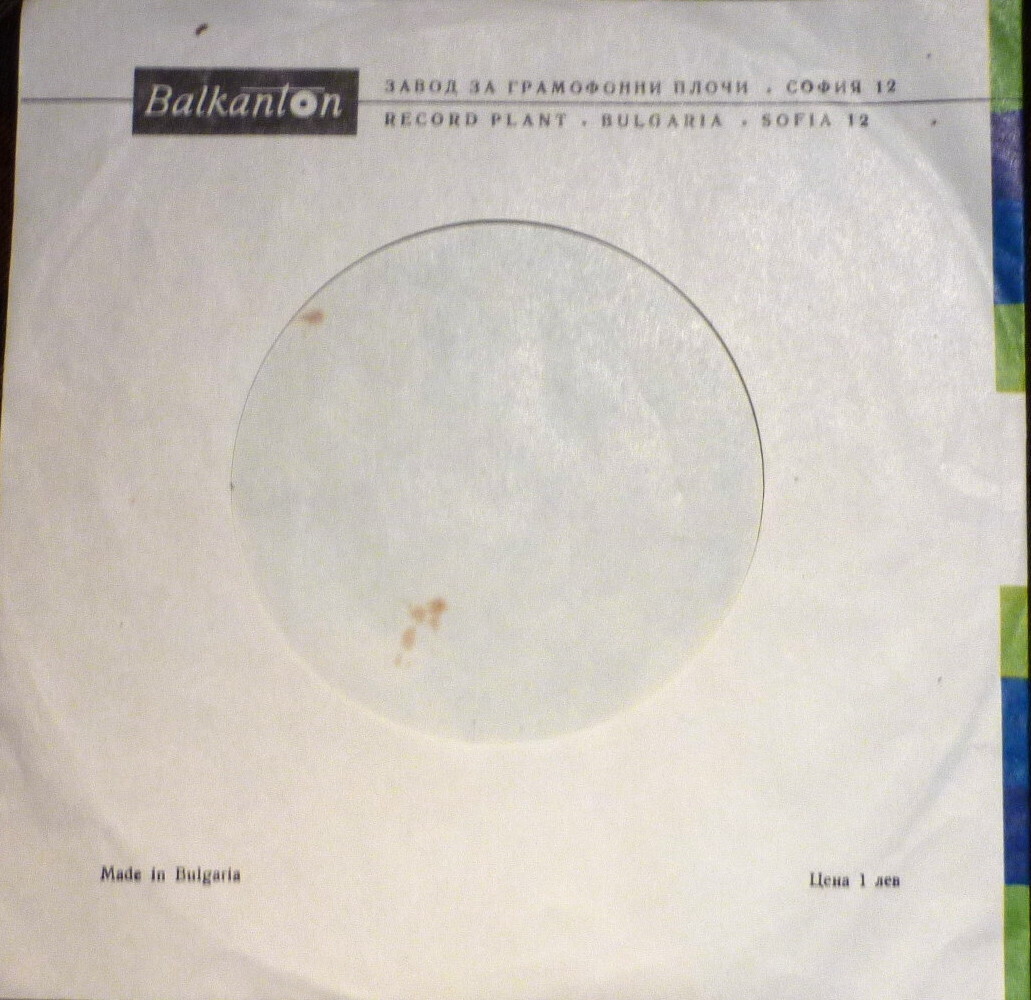 Balkanton
ЗАВОД ЗА ГРАМОФОННИ ПЛОЧИ . СОФИЯ 12
RECORD PLANT . BULGARIA . SOFIA 12
Made in Bulgaria
Цена 1 лев